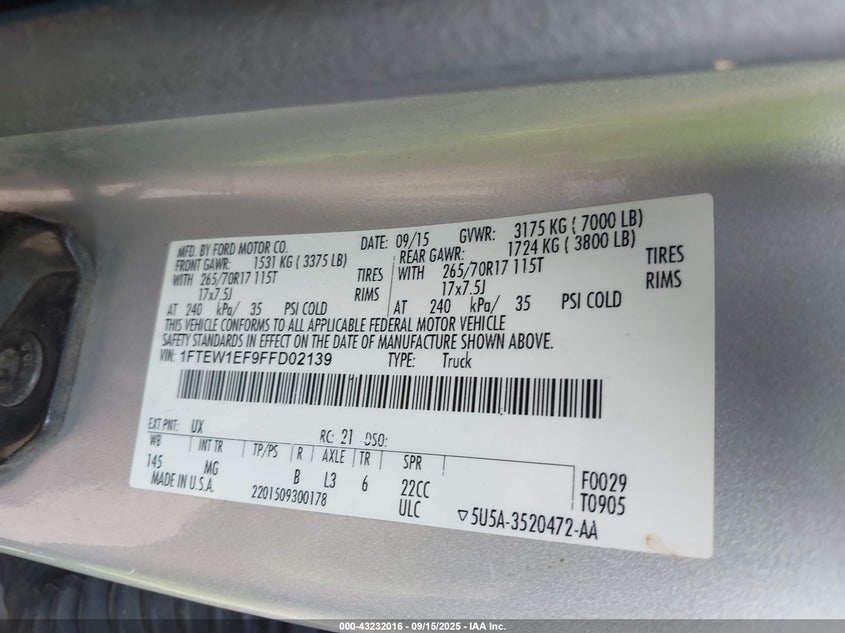 MFD. BY FORD MOTOR CO. DATE: 09/15 GVWR: 3175 KG ( 7000 LB)
FRONT GAWR: 1531 KG ( 3375 LB) REAR GAWR: 1724 KG ( 3800 LB)
WITH 265/70R17 115T TIRES WITH 265/70R17 115T TIRES
17x7.5J RIMS 17x7.5J RIMS
AT 240 kPa/ 35 PSI COLD AT 240 kPa/ 35 PSI COLD
THIS VEHICLE CONFORMS TO ALL APPLICABLE FEDERAL MOTOR VEHICLE
SAFETY STANDARDS IN EFFECT ON THE DATE OF MANUFACTURE SHOWN ABOVE.
VIN: 1FTEW1EF9FFD02139 TYPE: Truck
EXT PNT: UX RC: 21 DSO:
WB INT TR TP/PS R AXLE TR SPR
145 MG B L3 6 22CC F0029
MADE IN U.S.A. 2201509300178 ULC T0905
▽5U5A-3520472-AA
000-43232016 - 09/15/2025 - IAA Inc.